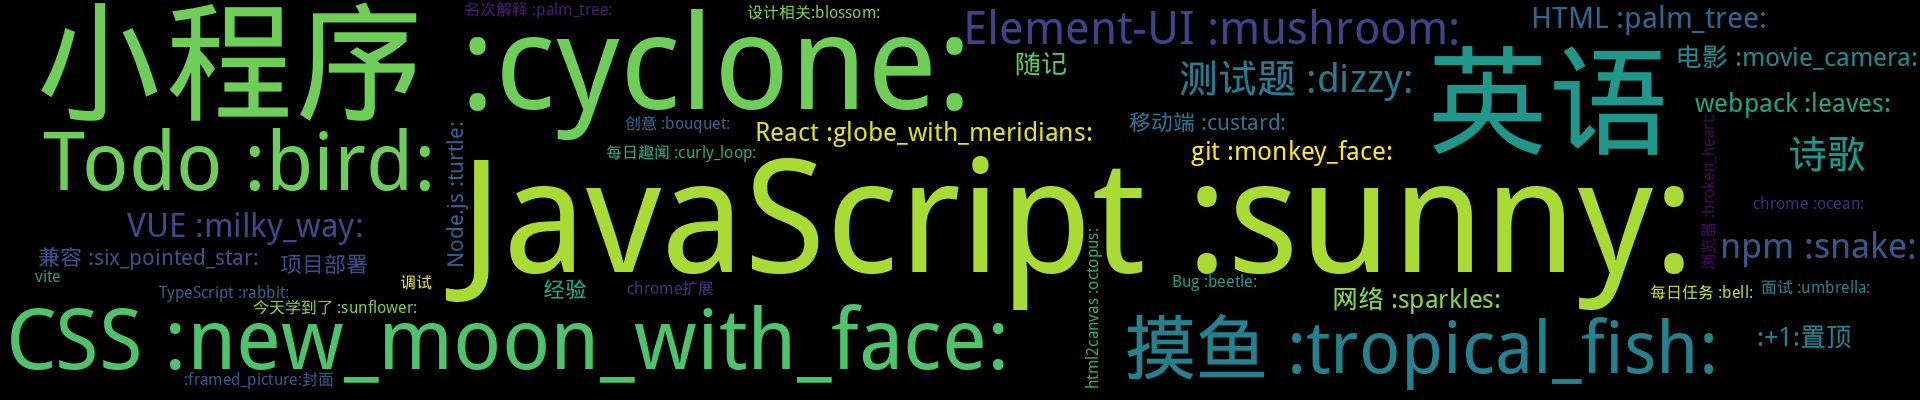 名次解释 :palm_tree:
设计相关:blossom:
小程序 :cyclone:
Element-UI :mushroom:
HTML :palm_tree:
随记
测试题 :dizzy:
英语
电影 :movie_camera:
webpack :leaves:
创意 :bouquet:
React :globe_with_meridians:
移动端 :custard:
Todo :bird:
Node.js :turtle:
每日趣闻 :curly_loop:
git :monkey_face:
诗歌
JavaScript :sunny:
浏览器 :broken_heart:
chrome :ocean:
VUE :milky_way:
npm :snake:
兼容 :six_pointed_star:
项目部署
vite
调试
经验
chrome扩展
html2canvas :octopus:
Bug :beetle:
TypeScript :rabbit:
今天学到了 :sunflower:
网络 :sparkles:
每日任务 :bell:
面试 :umbrella:
CSS :new_moon_with_face:
摸鱼 :tropical_fish:
:+1:置顶
:framed_picture:封面